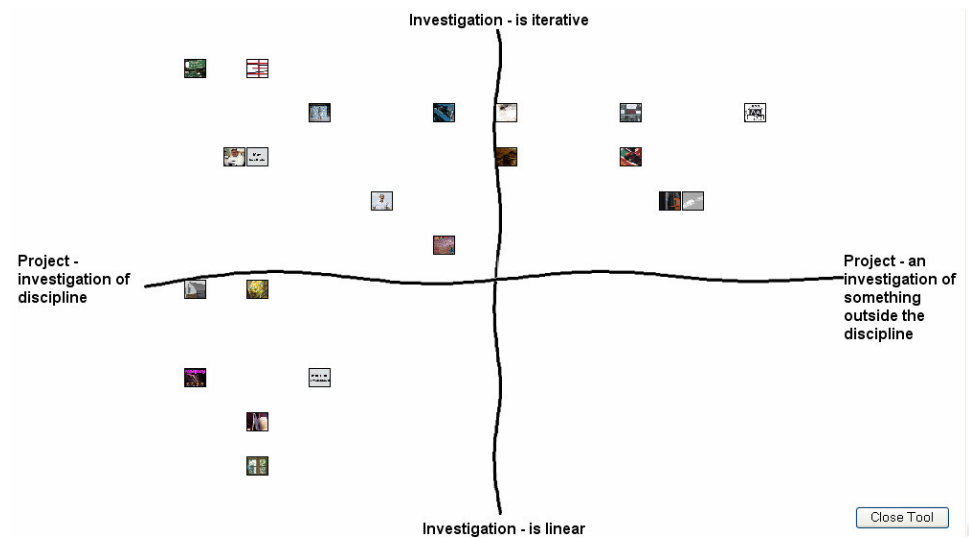 Investigation - is iterative
Project -
investigation of
discipline
Project - an
investigation of
something
outside the
discipline
Investigation - is linear
Close Tool